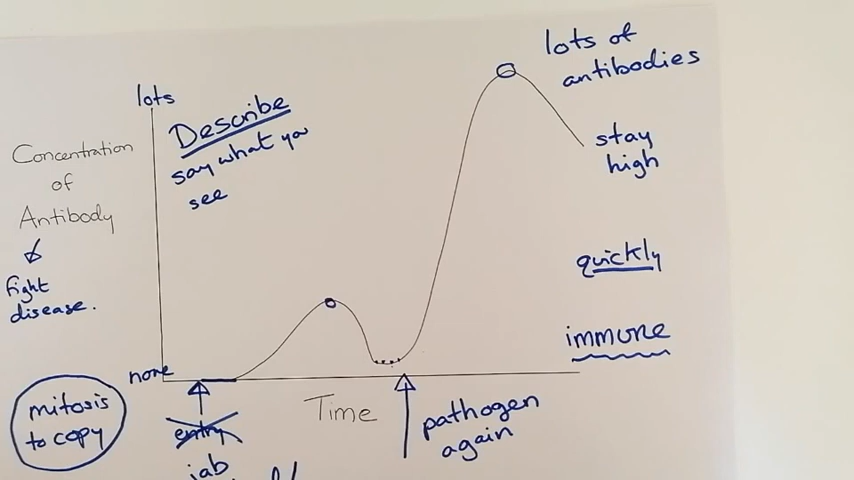 lots
Describe
say what you
see
Concentration
of
Antibody
fight
disease.
lots of
antibodies
stay
high
quickly
immune
none
mitosis
to copy
Time
entry
jab
pathogen
again